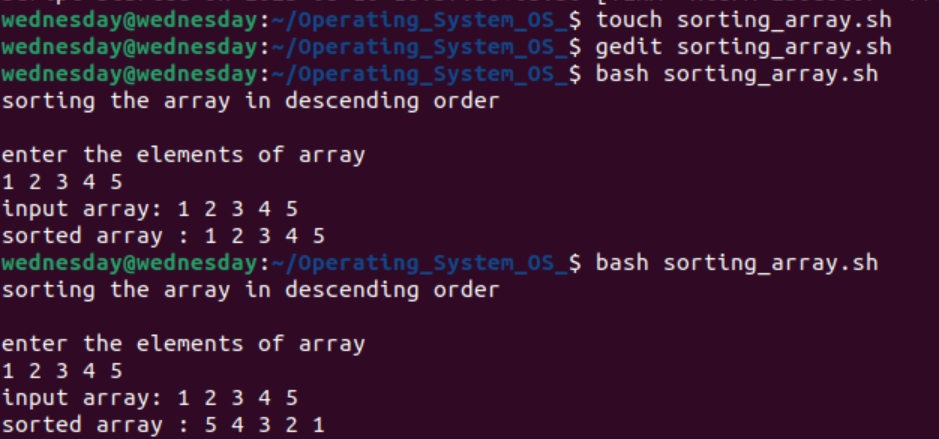 wednesday@wednesday:~/Operating_System_OS_$ touch sorting_array.sh
wednesday@wednesday:~/Operating_System_OS_$ gedit sorting_array.sh
wednesday@wednesday:~/Operating_System_OS_$ bash sorting_array.sh
sorting the array in descending order
enter the elements of array
1 2 3 4 5
input array: 1 2 3 4 5
sorted array : 1 2 3 4 5
wednesday@wednesday:~/Operating_System_OS_$ bash sorting_array.sh
sorting the array in descending order
enter the elements of array
1 2 3 4 5
input array: 1 2 3 4 5
sorted array : 5 4 3 2 1